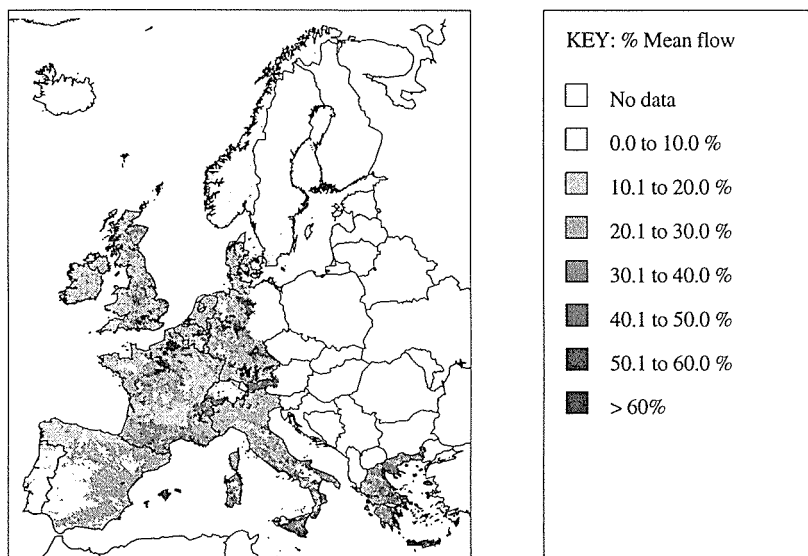 KEY: % Mean flow
No data
0.0 to 10.0 %
10.1 to 20.0 %
20.1 to 30.0 %
30.1 to 40.0 %
40.1 to 50.0 %
50.1 to 60.0 %
> 60%